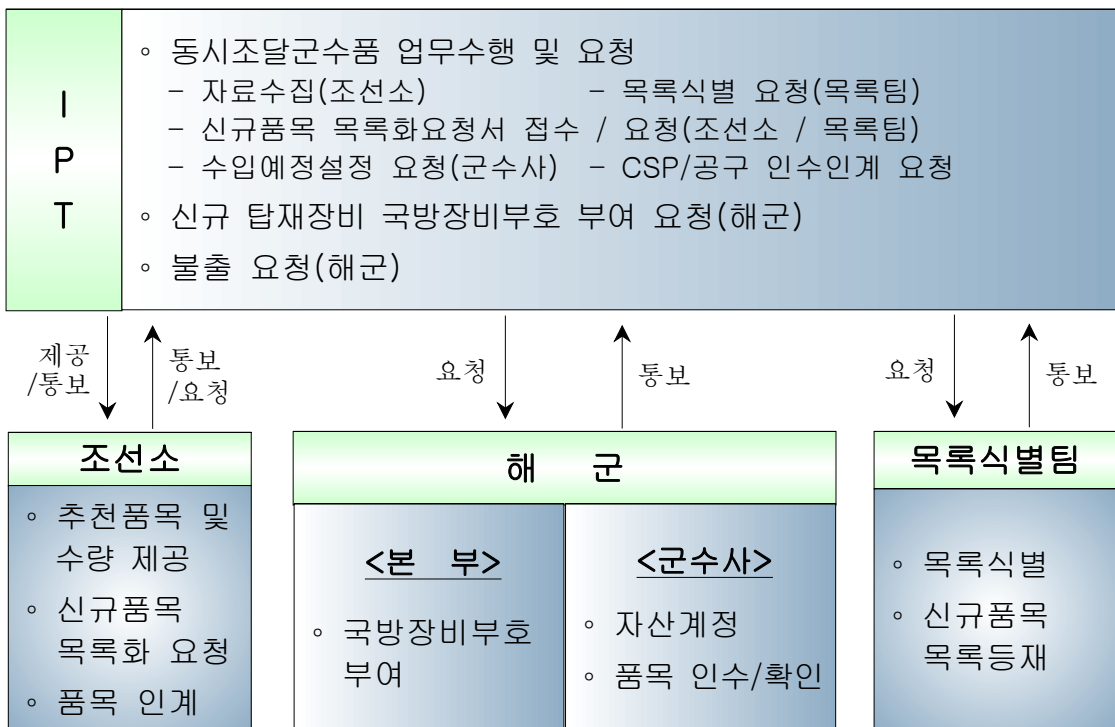 I
P
T
◦ 동시조달군수품 업무수행 및 요청
– 자료수집(조선소) – 목록식별 요청(목록팀)
– 신규품목 목록화요청서 접수 / 요청(조선소 / 목록팀)
– 수입예정설정 요청(군수사) – CSP/공구 인수인계 요청
◦ 신규 탑재장비 국방장비부호 부여 요청(해군)
◦ 불출 요청(해군)
제공
/통보
통보
/요청
요청
통보
요청
통보
조선소
◦ 추천품목 및
수량 제공
◦ 신규품목
목록화 요청
◦ 품목 인계
해 군
<본 부>
◦ 국방장비부호
부여
<군수사>
◦ 자산계정
◦ 품목 인수/확인
목록식별팀
◦ 목록식별
◦ 신규품목
목록등재